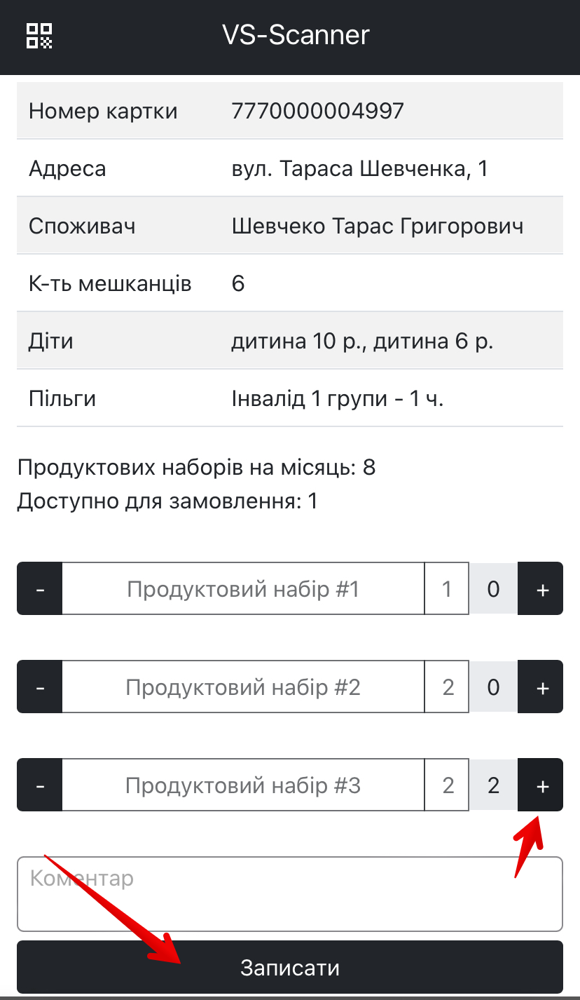 VS-Scanner
Номер картки 7770000004997
Адреса вул. Тараса Шевченка, 1
Споживач Шевчеко Тарас Григорович
К-ть мешканців 6
Діти дитина 10 р., дитина 6 р.
Пільги Інвалід 1 групи - 1 ч.
Продуктових наборів на місяць: 8
Доступно для замовлення: 1
- Продуктовий набір #1 1 0 +
- Продуктовий набір #2 2 0 +
- Продуктовий набір #3 2 2 +
Коментар
Записати